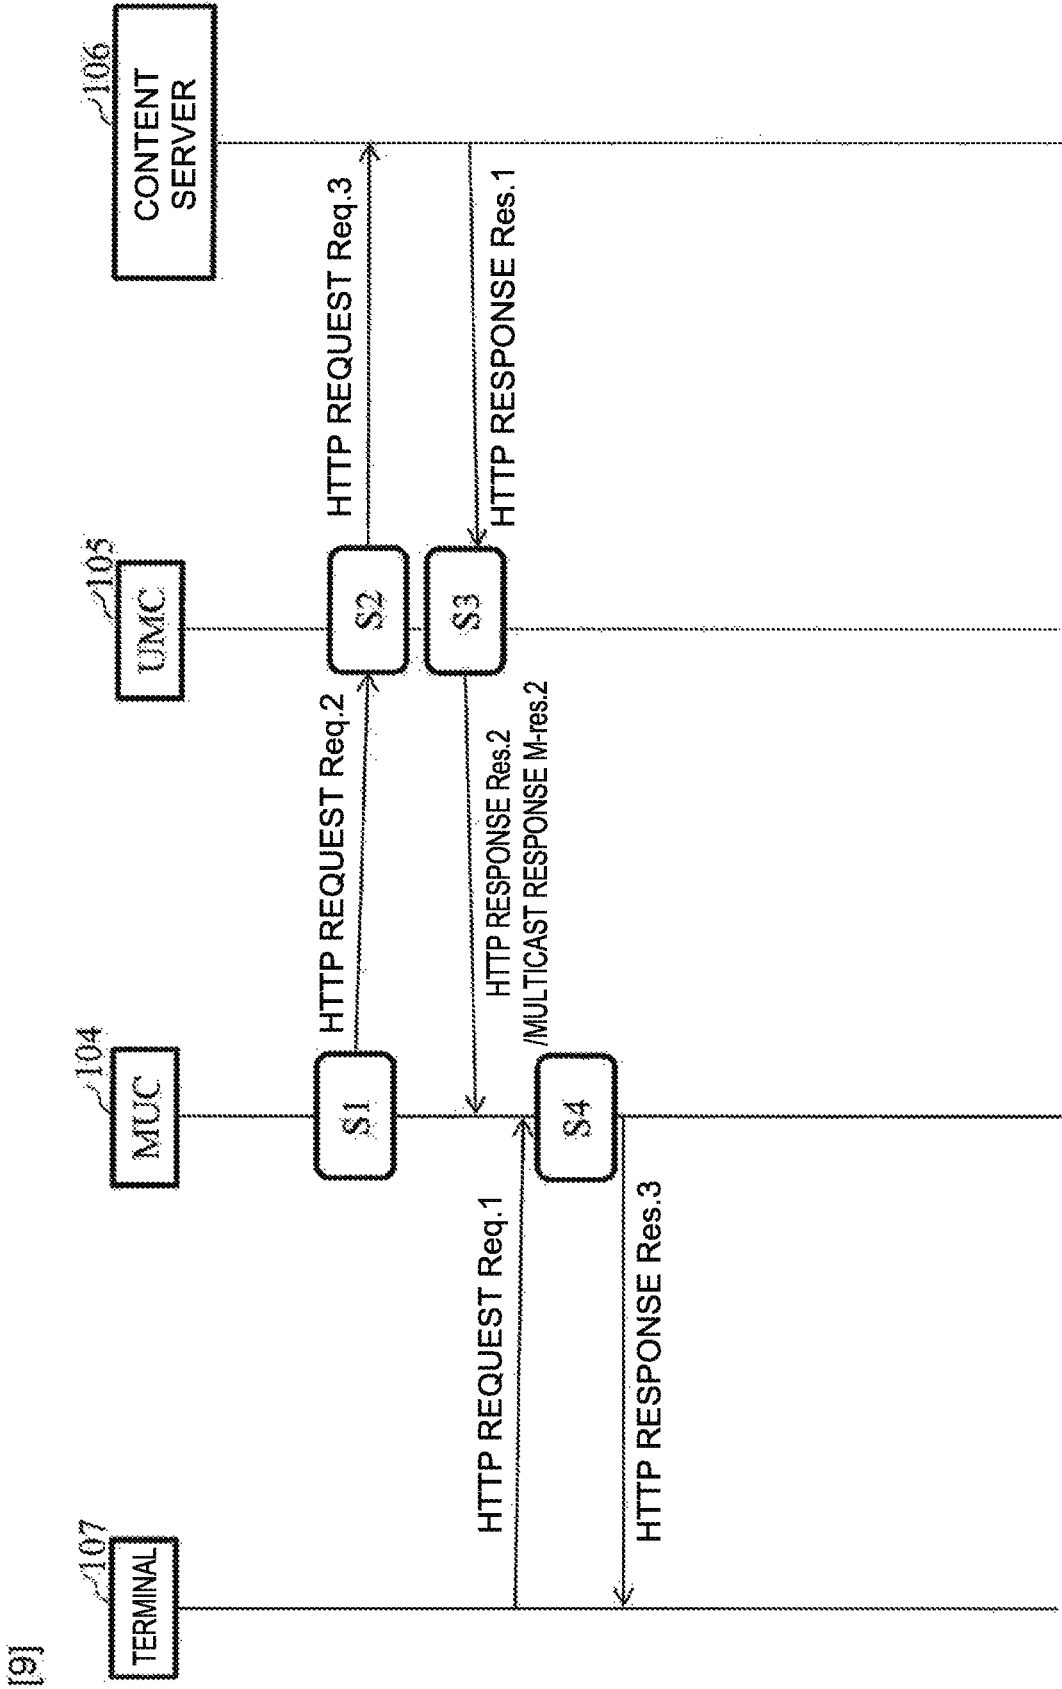 [9]
107
TERMINAL
104
MUC
105
UMC
106
CONTENT
SERVER
S1
HTTP REQUEST Req.2
S2
HTTP REQUEST Req.3
S3
HTTP RESPONSE Res.1
HTTP RESPONSE Res.2
/MULTICAST RESPONSE M-res.2
HTTP REQUEST Req.1
S4
HTTP RESPONSE Res.3